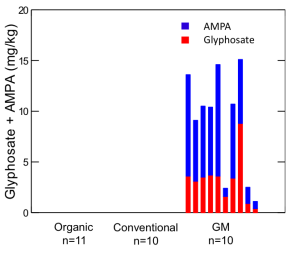 20
15
10
5
0
Glyphosate + AMPA (mg/kg)
AMPA
Glyphosate
Organic
n=11
Conventional
n=10
GM
n=10